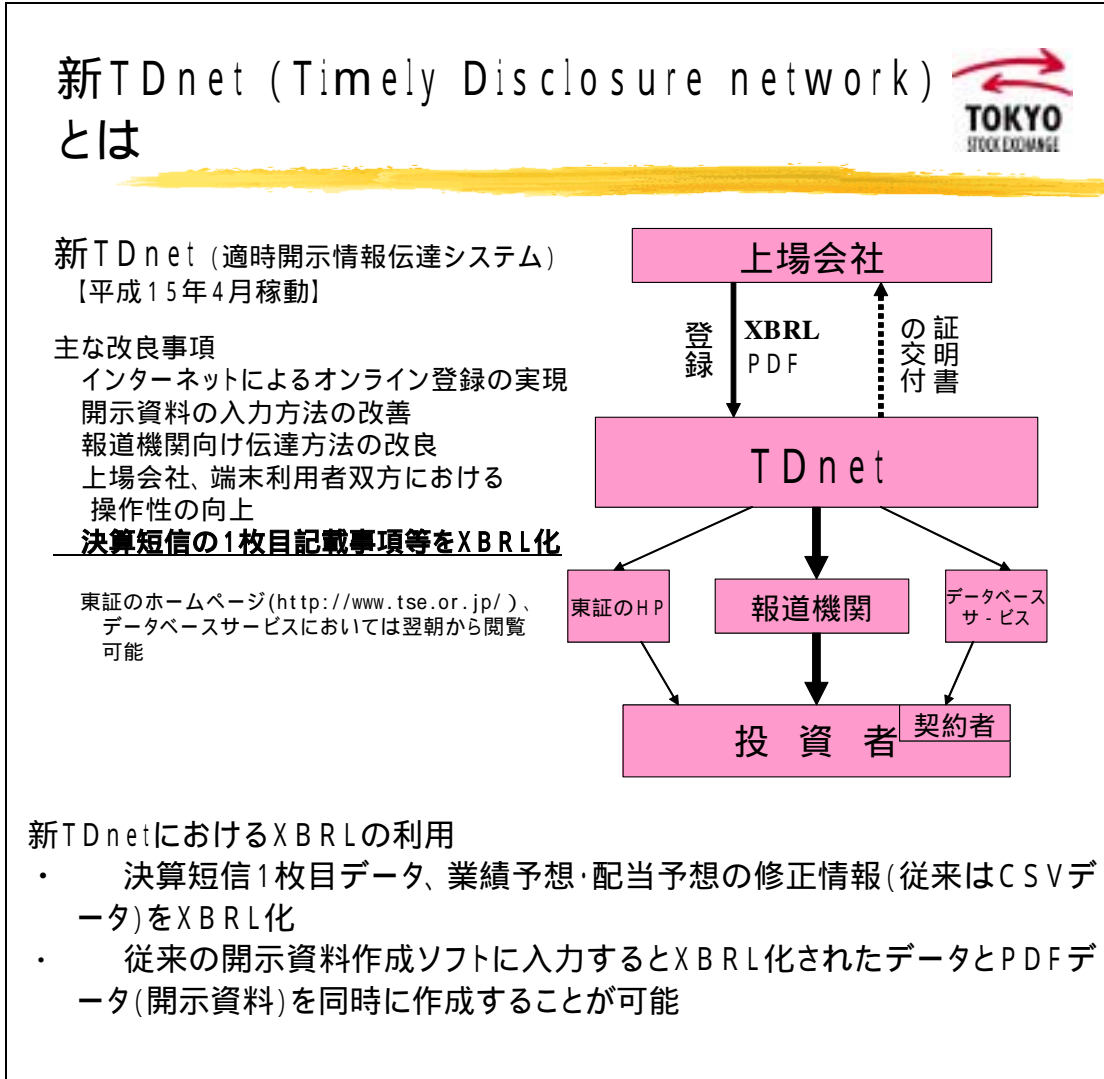 新TDnet (Timely Disclosure network)
とは
TOKYO
STOCK EXCHANGE
新TDnet (適時開示情報伝達システム)
【平成15年4月稼動】
主な改良事項
インターネットによるオンライン登録の実現
開示資料の入力方法の改善
報道機関向け伝達方法の改良
上場会社、端末利用者双方における
操作性の向上
決算短信の1枚目記載事項等をXBRL化
東証のホームページ(http://www.tse.or.jp/ )、
データベースサービスにおいては翌朝から閲覧
可能
上場会社
登録
XBRL
PDF
証明書
の交付
TDnet
東証のHP
報道機関
データベース
サ-ビス
投 資 者
契約者
新TDnetにおけるXBRLの利用
・ 決算短信1枚目データ、業績予想・配当予想の修正情報(従来はCSVデ
ータ)をXBRL化
・ 従来の開示資料作成ソフトに入力するとXBRL化されたデータとPDFデ
ータ(開示資料)を同時に作成することが可能